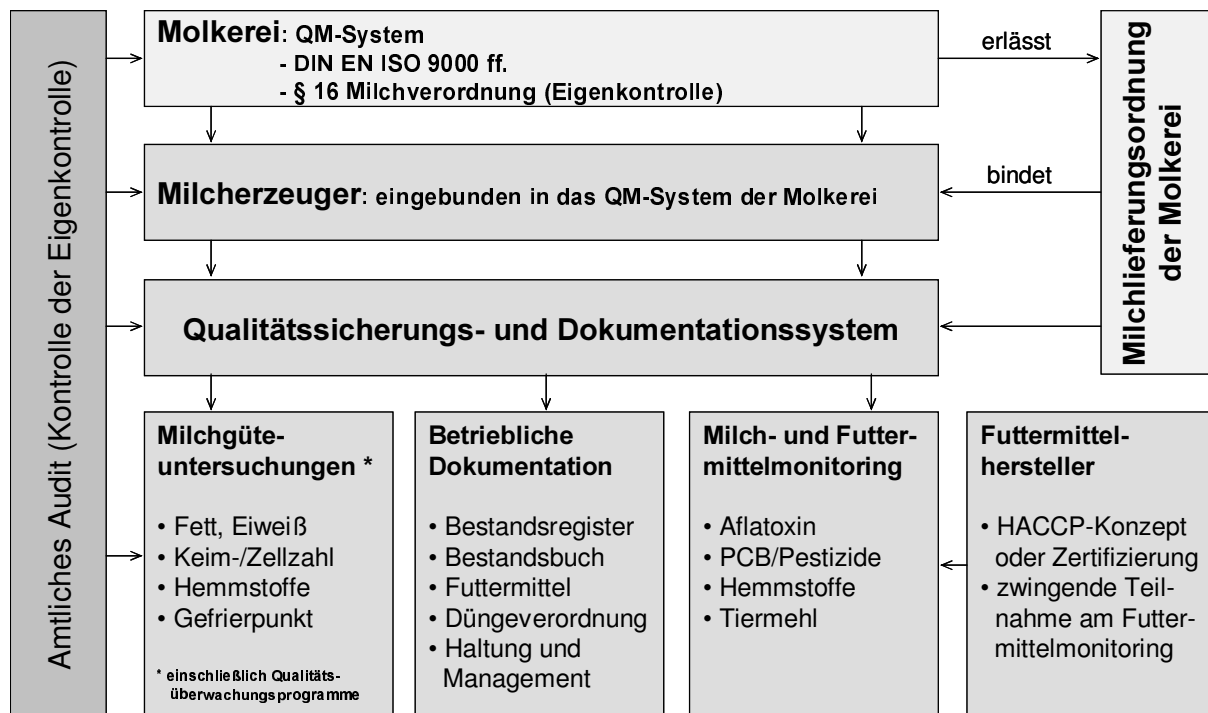 Amtliches Audit (Kontrolle der Eigenkontrolle)
Molkerei: QM-System
- DIN EN ISO 9000 ff.
- § 16 Milchverordnung (Eigenkontrolle)
erlässt
Milchlieferungsordnung
der Molkerei
Milcherzeuger: eingebunden in das QM-System der Molkerei
bindet
Qualitätssicherungs- und Dokumentationssystem
Milchgüte-
untersuchungen *
• Fett, Eiweiß
• Keim-/Zellzahl
• Hemmstoffe
• Gefrierpunkt
* einschließlich Qualitäts-
überwachungsprogramme
Betriebliche
Dokumentation
• Bestandsregister
• Bestandsbuch
• Futtermittel
• Düngeverordnung
• Haltung und
Management
Milch- und Futter-
mittelmonitoring
• Aflatoxin
• PCB/Pestizide
• Hemmstoffe
• Tiermehl
Futtermittel-
hersteller
• HACCP-Konzept
oder Zertifizierung
• zwingende Teil-
nahme am Futter-
mittelmonitoring